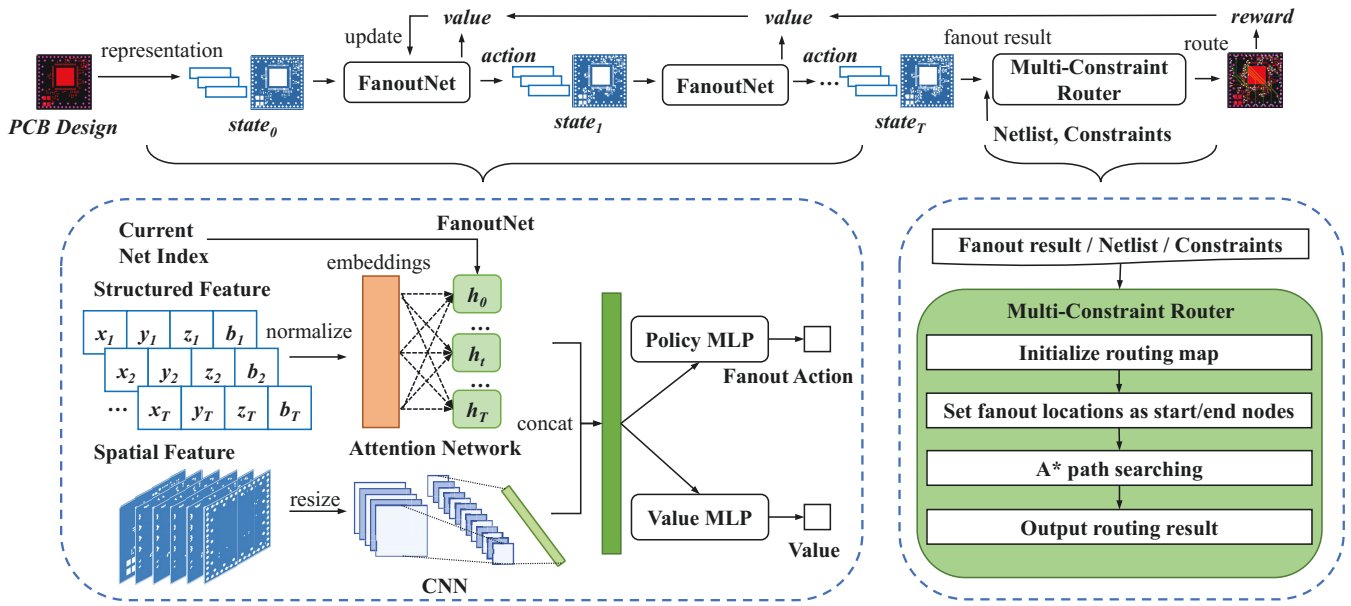 value
value
reward
representation
update
action
action
fanout result
route
FanoutNet
FanoutNet
...
Multi-Constraint
Router
PCB Design
state0
state1
stateT
Netlist, Constraints
FanoutNet
Current
Net Index
Structured Feature
x1 y1 z1 b1
x2 y2 z2 b2
... xT yT zT bT
normalize
embeddings
h0
...
ht
...
hT
Attention Network
Spatial Feature
resize
CNN
concat
Policy MLP
Fanout Action
Value MLP
Value
Fanout result / Netlist / Constraints
Multi-Constraint Router
Initialize routing map
Set fanout locations as start/end nodes
A* path searching
Output routing result